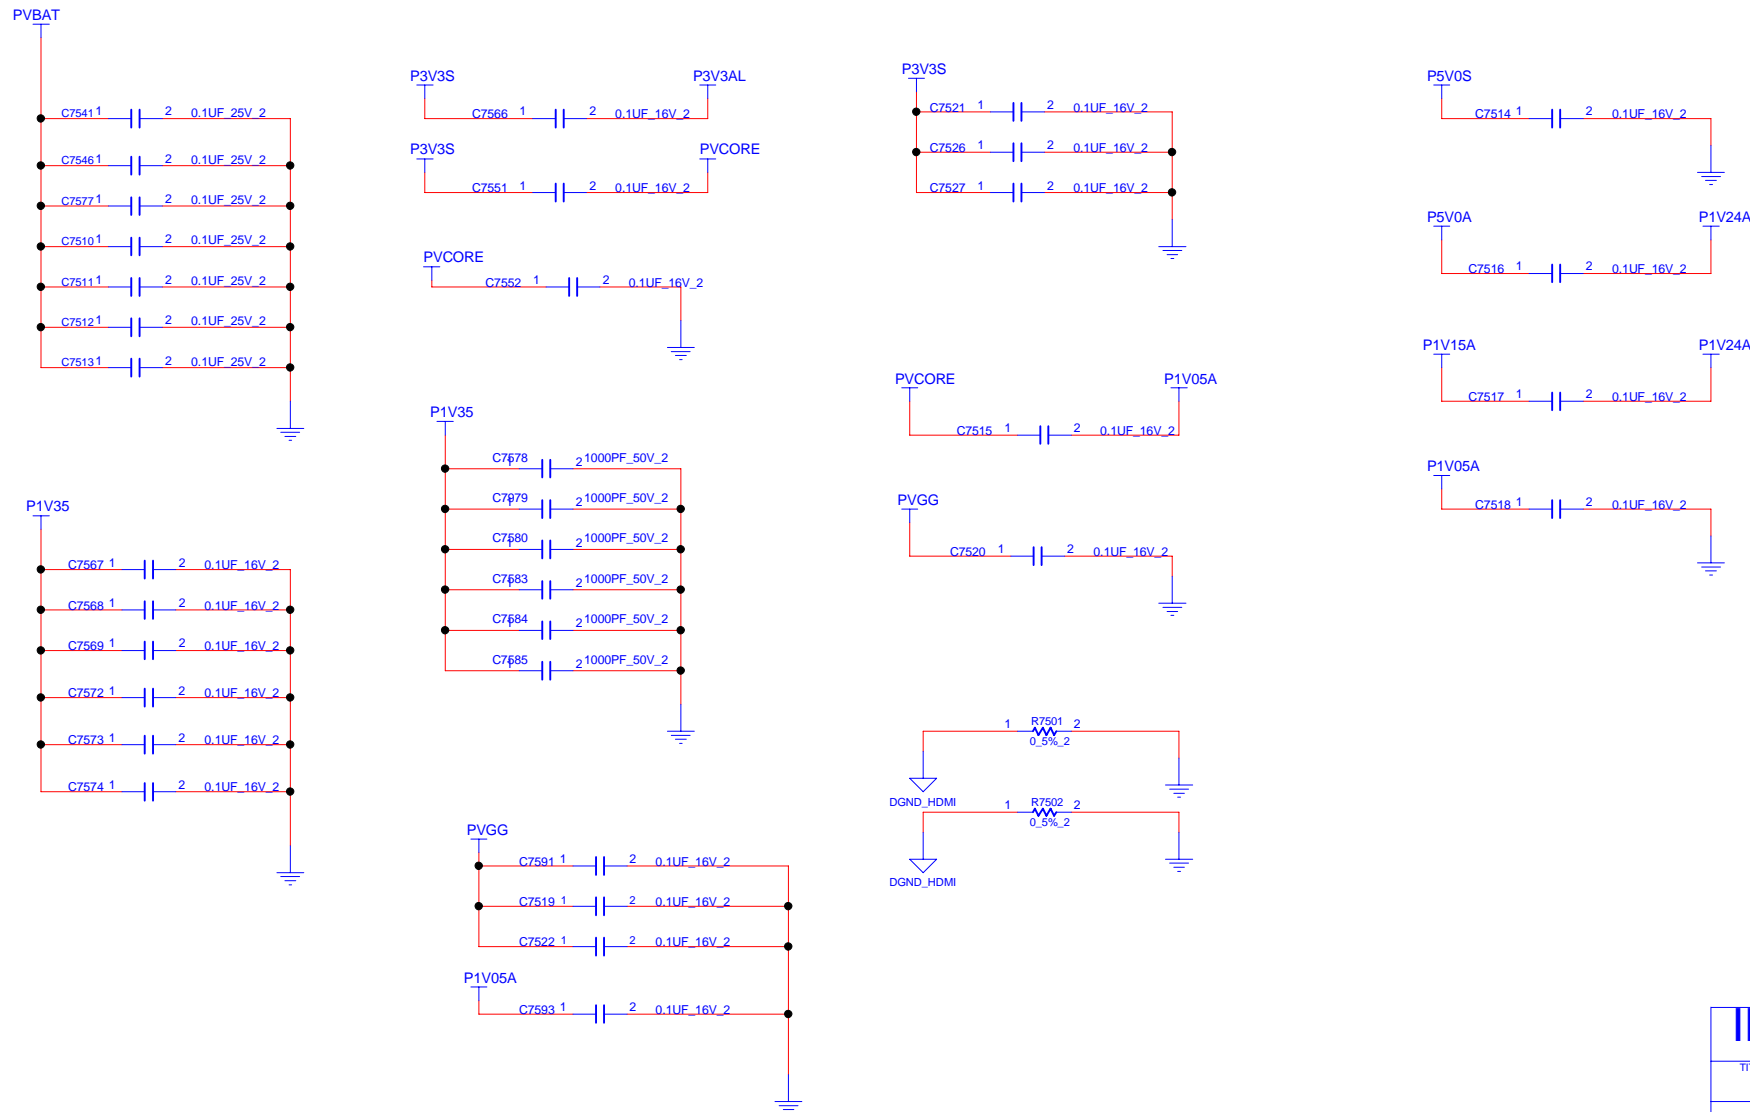 PVBAT
C7541 1 2 0.1UF_25V_2
C7546 1 2 0.1UF_25V_2
C7577 1 2 0.1UF_25V_2
C7510 1 2 0.1UF_25V_2
C7511 1 2 0.1UF_25V_2
C7512 1 2 0.1UF_25V_2
C7513 1 2 0.1UF_25V_2
P1V35
C7567 1 2 0.1UF_16V_2
C7568 1 2 0.1UF_16V_2
C7569 1 2 0.1UF_16V_2
C7572 1 2 0.1UF_16V_2
C7573 1 2 0.1UF_16V_2
C7574 1 2 0.1UF_16V_2
P3V3S P3V3AL
C7566 1 2 0.1UF_16V_2
P3V3S PVCORE
C7551 1 2 0.1UF_16V_2
PVCORE
C7552 1 2 0.1UF_16V_2
P1V35
C7578 1 2 1000PF_50V_2
C7979 1 2 1000PF_50V_2
C7580 1 2 1000PF_50V_2
C7583 1 2 1000PF_50V_2
C7584 1 2 1000PF_50V_2
C7585 1 2 1000PF_50V_2
PVGG
C7591 1 2 0.1UF_16V_2
C7519 1 2 0.1UF_16V_2
C7522 1 2 0.1UF_16V_2
P1V05A
C7593 1 2 0.1UF_16V_2
P3V3S
C7521 1 2 0.1UF_16V_2
C7526 1 2 0.1UF_16V_2
C7527 1 2 0.1UF_16V_2
PVCORE P1V05A
C7515 1 2 0.1UF_16V_2
PVGG
C7520 1 2 0.1UF_16V_2
1 R7501 2
0_5%_2
DGND_HDMI
1 R7502 2
0_5%_2
DGND_HDMI
P5V0S
C7514 1 2 0.1UF_16V_2
P5V0A P1V24A
C7516 1 2 0.1UF_16V_2
P1V15A P1V24A
C7517 1 2 0.1UF_16V_2
P1V05A
C7518 1 2 0.1UF_16V_2